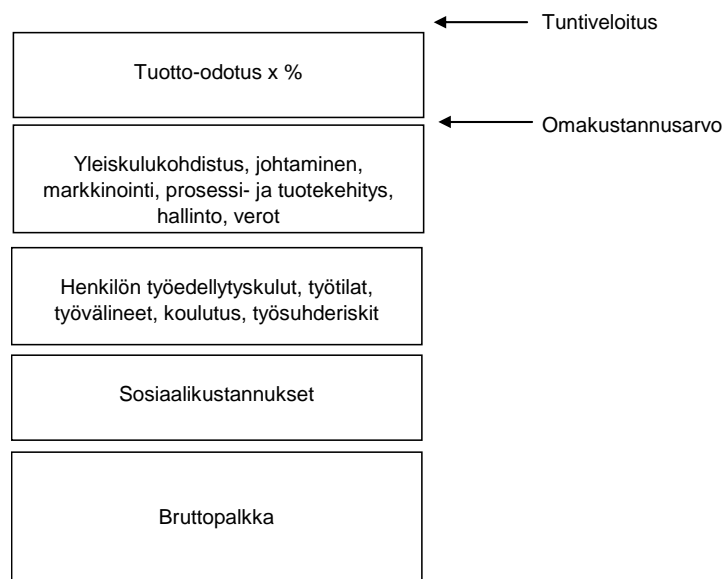 Tuntiveloitus
Tuotto-odotus x %
Omakustannusarvo
Yleiskulukohdistus, johtaminen,
markkinointi, prosessi- ja tuotekehitys,
hallinto, verot
Henkilön työedellytyskulut, työtilat,
työvälineet, koulutus, työsuhderiskit
Sosiaalikustannukset
Bruttopalkka